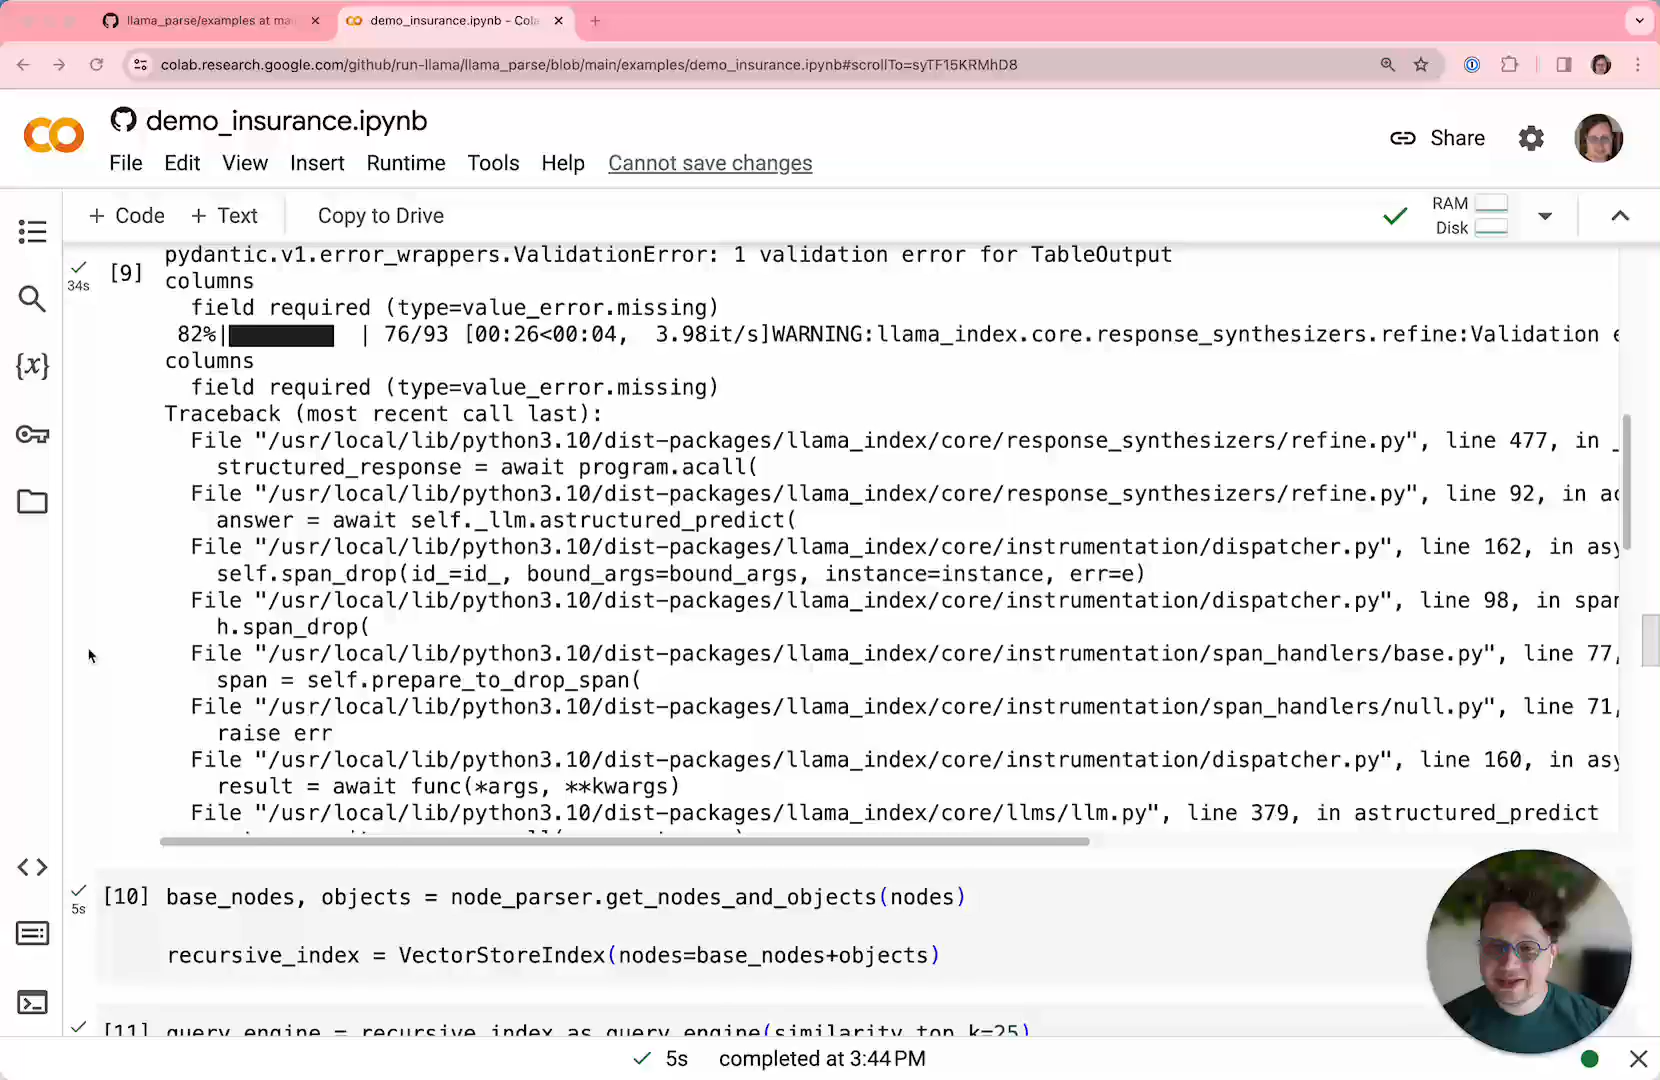 llama_parse/examples at ma
demo_insurance.ipynb - Cola
colab.research.google.com/github/run-llama/llama_parse/blob/main/examples/demo_insurance.ipynb#scrollTo=syTF15KRMhD8
demo_insurance.ipynb
Share
File Edit View Insert Runtime Tools Help Cannot save changes
+ Code + Text Copy to Drive
RAM
Disk
pydantic.v1.error_wrappers.ValidationError: 1 validation error for TableOutput
[9]
34s
columns
field required (type=value_error.missing)
82%| | 76/93 [00:26<00:04, 3.98it/s]WARNING:llama_index.core.response_synthesizers.refine:Validation e
columns
field required (type=value_error.missing)
Traceback (most recent call last):
File "/usr/local/lib/python3.10/dist-packages/llama_index/core/response_synthesizers/refine.py", line 477, in _
structured_response = await program.acall(
File "/usr/local/lib/python3.10/dist-packages/llama_index/core/response_synthesizers/refine.py", line 92, in ac
answer = await self._llm.astructured_predict(
File "/usr/local/lib/python3.10/dist-packages/llama_index/core/instrumentation/dispatcher.py", line 162, in asy
self.span_drop(id_=id_, bound_args=bound_args, instance=instance, err=e)
File "/usr/local/lib/python3.10/dist-packages/llama_index/core/instrumentation/dispatcher.py", line 98, in span
h.span_drop(
File "/usr/local/lib/python3.10/dist-packages/llama_index/core/instrumentation/span_handlers/base.py", line 77,
span = self.prepare_to_drop_span(
File "/usr/local/lib/python3.10/dist-packages/llama_index/core/instrumentation/span_handlers/null.py", line 71,
raise err
File "/usr/local/lib/python3.10/dist-packages/llama_index/core/instrumentation/dispatcher.py", line 160, in asy
result = await func(*args, **kwargs)
File "/usr/local/lib/python3.10/dist-packages/llama_index/core/llms/llm.py", line 379, in astructured_predict
[10] base_nodes, objects = node_parser.get_nodes_and_objects(nodes)
5s
recursive_index = VectorStoreIndex(nodes=base_nodes+objects)
[11] query_engine = recursive_index.as_query_engine(similarity_top_k=25)
5s completed at 3:44 PM